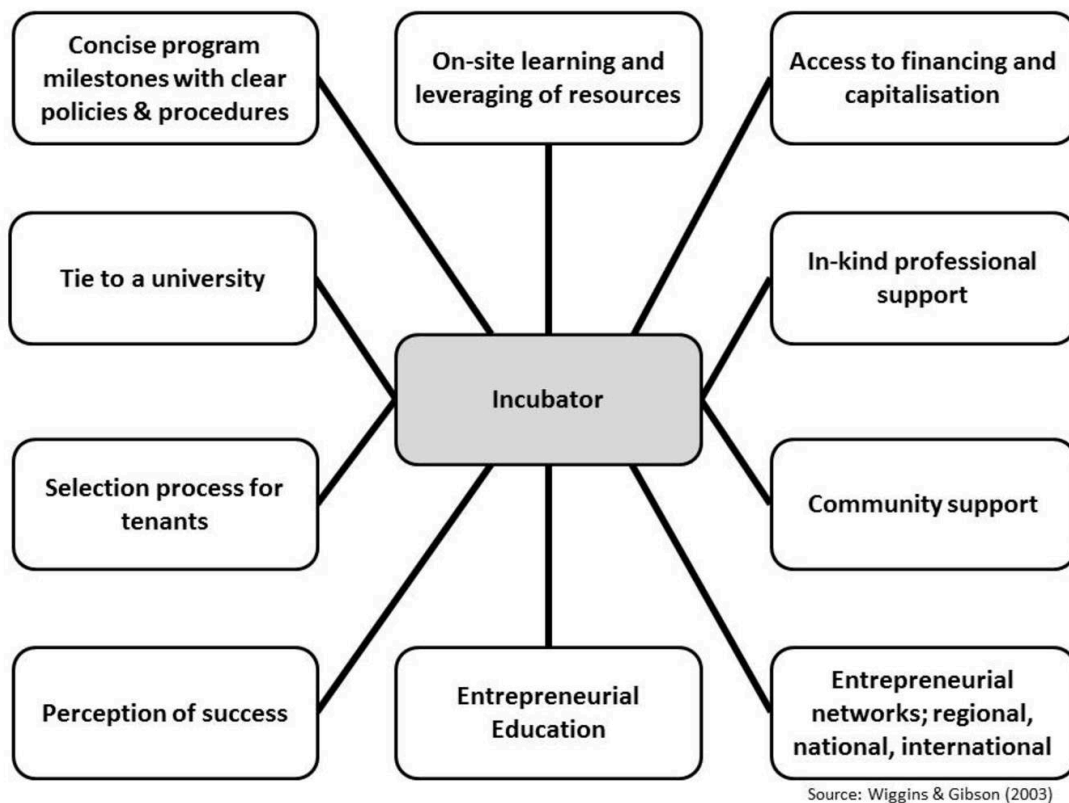 Concise program
milestones with clear
policies & procedures
On-site learning and
leveraging of resources
Access to financing and
capitalisation
Tie to a university
In-kind professional
support
Incubator
Selection process for
tenants
Community support
Perception of success
Entrepreneurial
Education
Entrepreneurial
networks; regional,
national, international
Source: Wiggins & Gibson (2003)